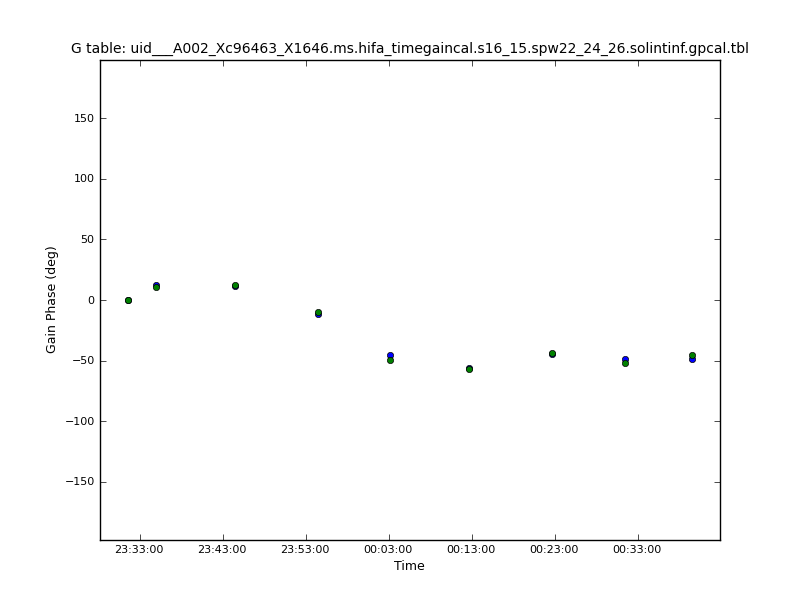 G table: uid___A002_Xc96463_X1646.ms.hifa_timegaincal.s16_15.spw22_24_26.solintinf.gpcal.tbl
150
100
50
0
−50
−100
−150
Gain Phase (deg)
23:33:00 23:43:00 23:53:00 00:03:00 00:13:00 00:23:00 00:33:00
Time